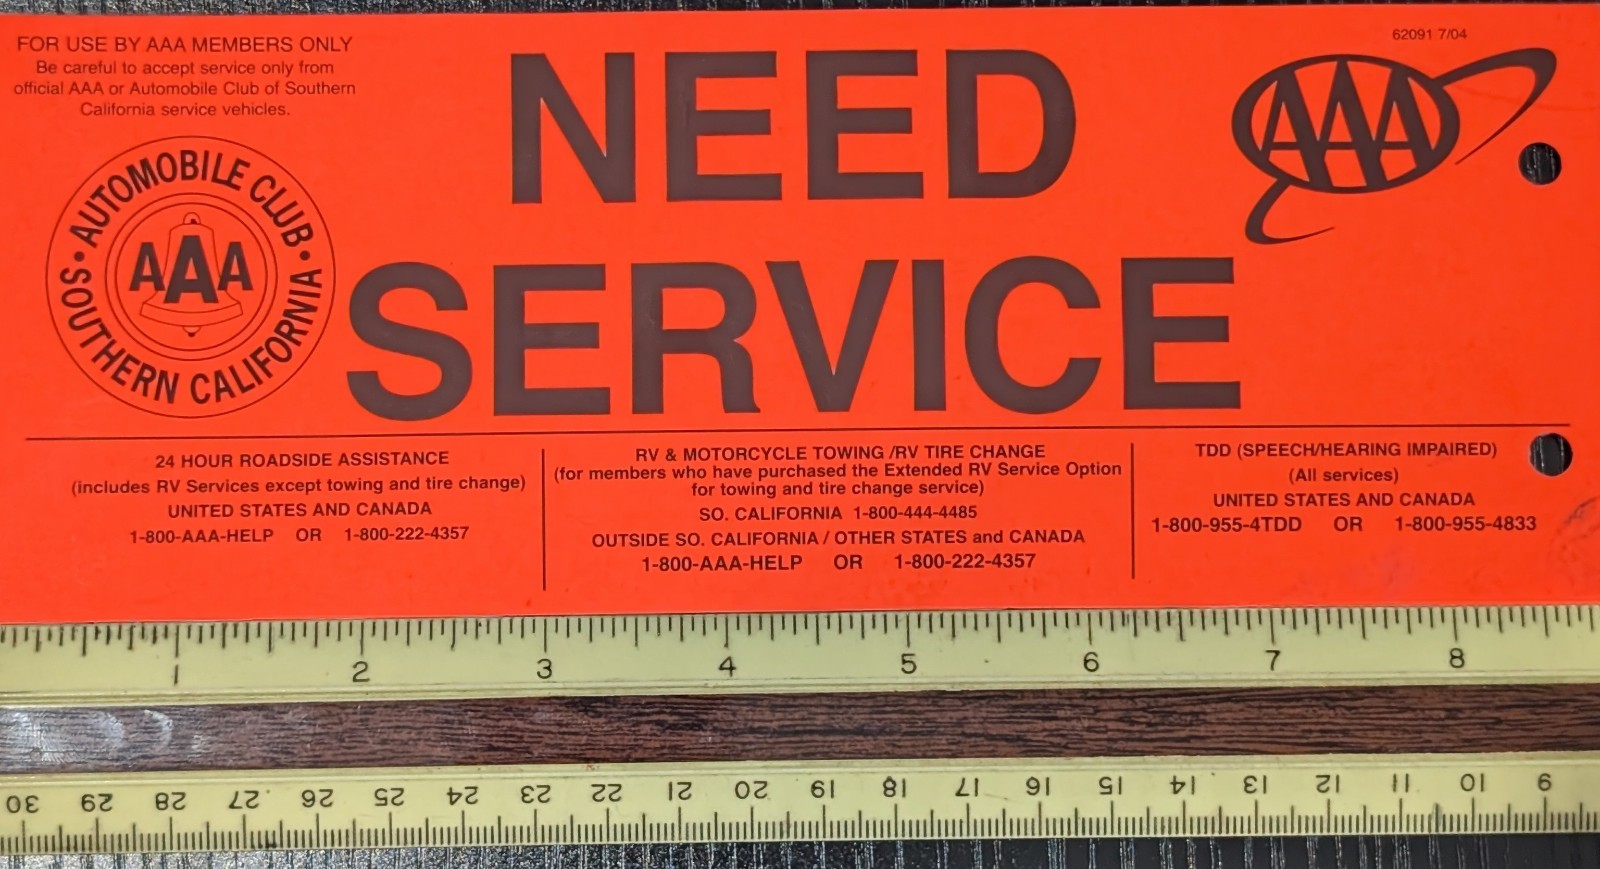 FOR USE BY AAA MEMBERS ONLY
Be careful to accept service only from
official AAA or Automobile Club of Southern
California service vehicles.
AUTOMOBILE CLUB • SOUTHERN CALIFORNIA •
AAA
NEED
SERVICE
62091 7/04
AAA
24 HOUR ROADSIDE ASSISTANCE
(includes RV Services except towing and tire change)
UNITED STATES AND CANADA
1-800-AAA-HELP OR 1-800-222-4357
RV & MOTORCYCLE TOWING /RV TIRE CHANGE
(for members who have purchased the Extended RV Service Option
for towing and tire change service)
SO. CALIFORNIA 1-800-444-4485
OUTSIDE SO. CALIFORNIA / OTHER STATES and CANADA
1-800-AAA-HELP OR 1-800-222-4357
TDD (SPEECH/HEARING IMPAIRED)
(All services)
UNITED STATES AND CANADA
1-800-955-4TDD OR 1-800-955-4833
1 2 3 4 5 6 7 8
30 29 28 27 26 25 24 23 22 21 20 19 18 17 16 15 14 13 12 11 10 9